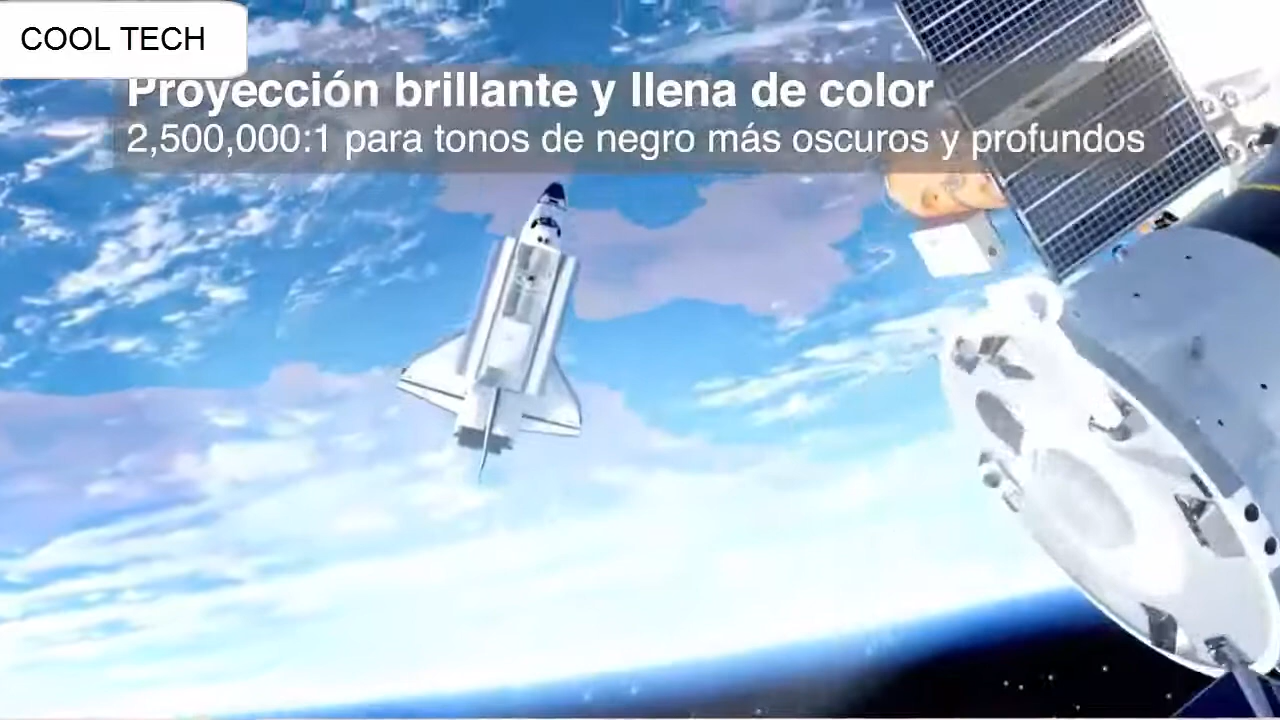 COOL TECH
Proyección brillante y llena de color
2,500,000:1 para tonos de negro más oscuros y profundos